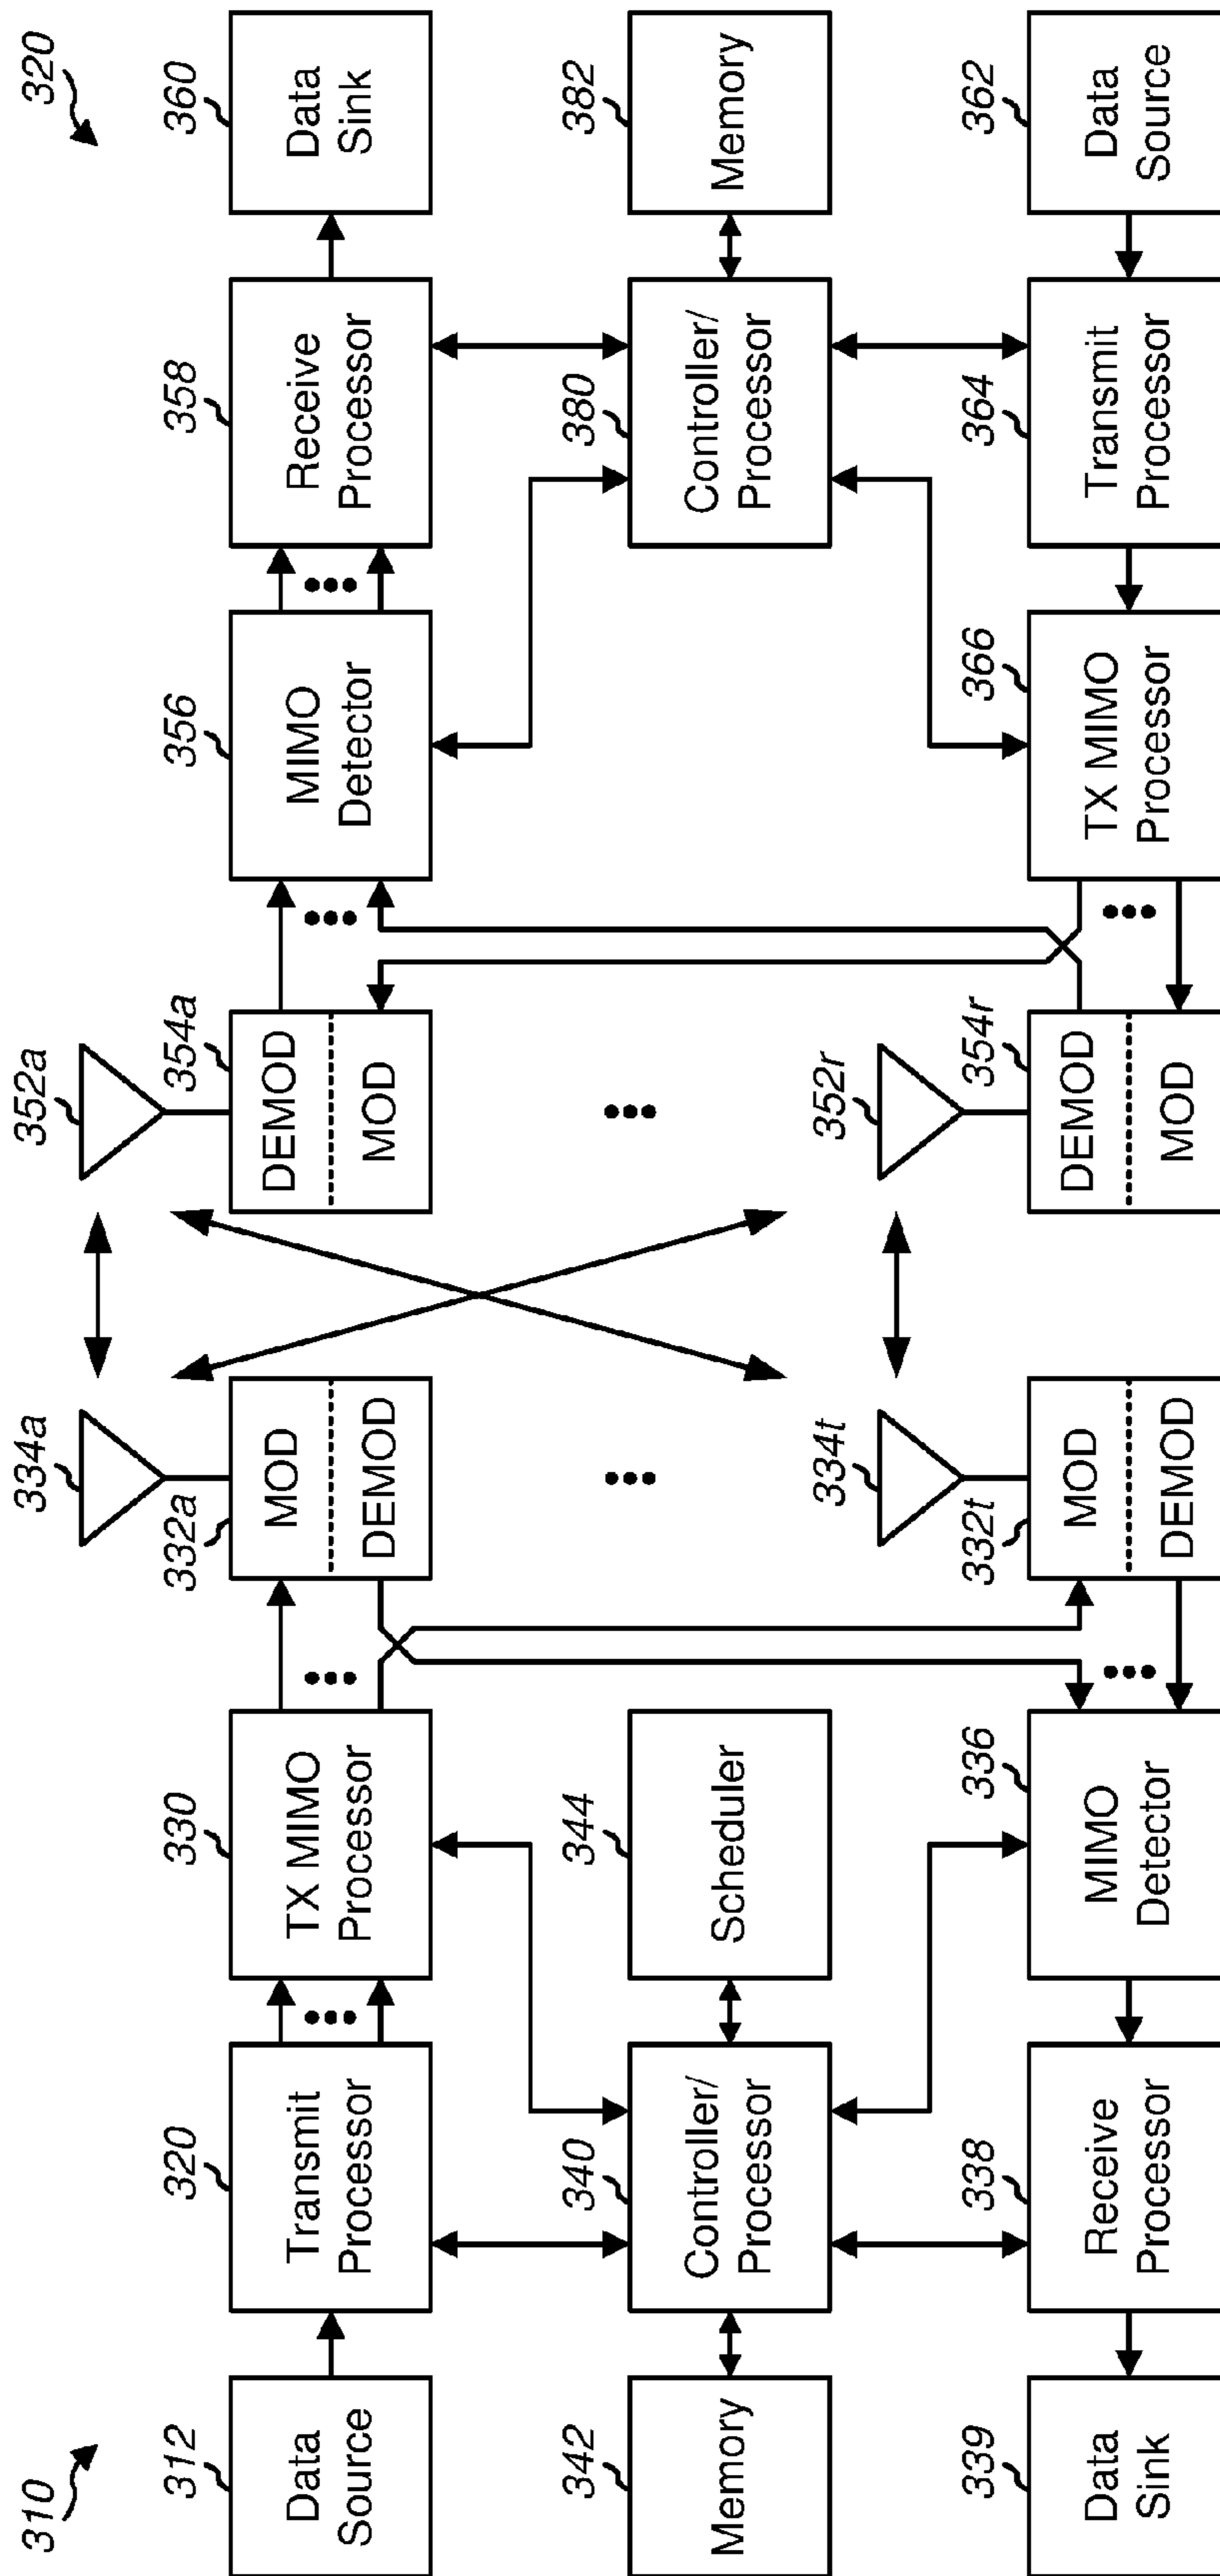 310
320
334a
352a
312
320
330
332a
354a
356
358
360
Data
Source
Transmit
Processor
TX MIMO
Processor
MOD
DEMOD
DEMOD
MOD
MIMO
Detector
Receive
Processor
Data
Sink
342
340
344
380
382
Memory
Controller/
Processor
Scheduler
Controller/
Processor
Memory
334t
352r
339
338
336
332t
354r
366
364
362
Data
Sink
Receive
Processor
MIMO
Detector
MOD
DEMOD
DEMOD
MOD
TX MIMO
Processor
Transmit
Processor
Data
Source